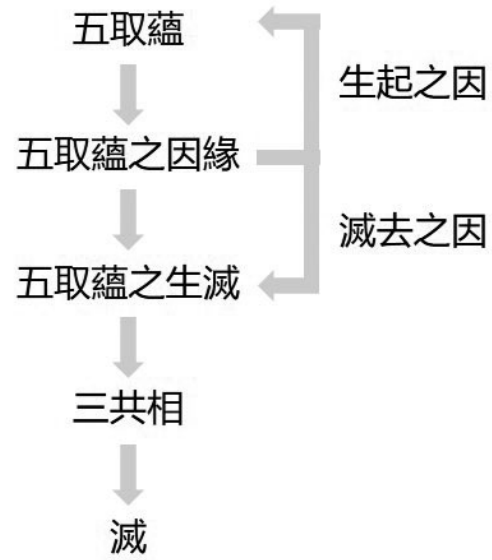 五取蘊
生起之因
五取蘊之因緣
滅去之因
五取蘊之生滅
三共相
滅